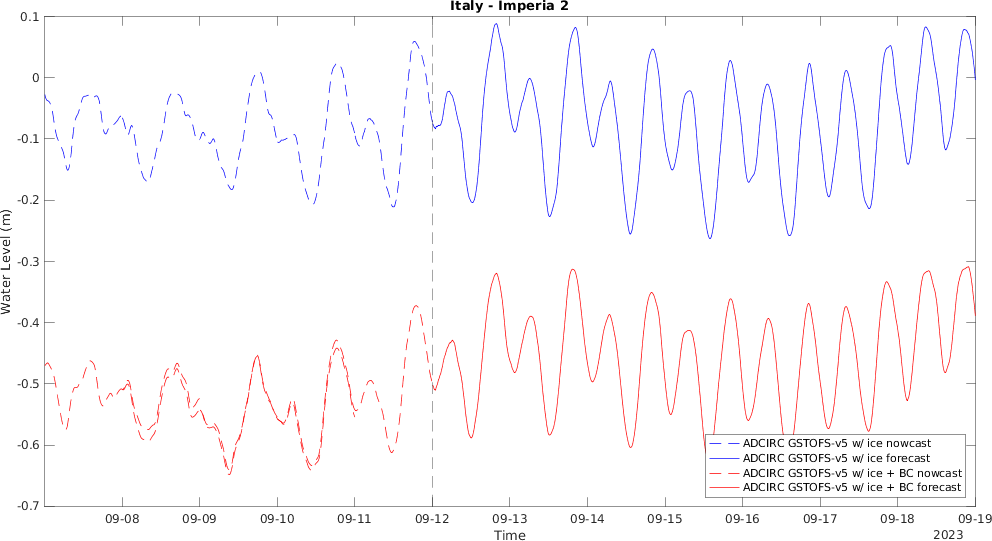 Italy - Imperia 2
Water Level (m)
0.1
0
-0.1
-0.2
-0.3
-0.4
-0.5
-0.6
-0.7
ADCIRC GSTOFS-v5 w/ ice nowcast
ADCIRC GSTOFS-v5 w/ ice forecast
ADCIRC GSTOFS-v5 w/ ice + BC nowcast
ADCIRC GSTOFS-v5 w/ ice + BC forecast
09-08 09-09 09-10 09-11 09-12 09-13 09-14 09-15 09-16 09-17 09-18 09-19
Time
2023